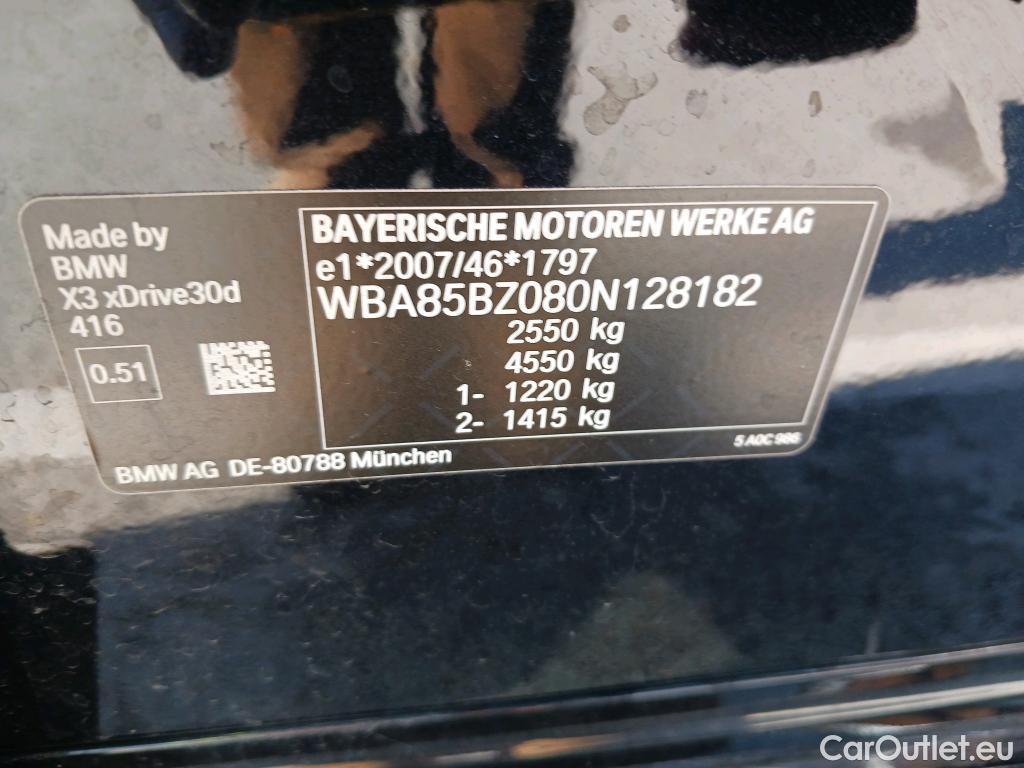 Made by
BMW
X3 xDrive30d
416
0.51
BAYERISCHE MOTOREN WERKE AG
e1*2007/46*1797
WBA85BZ080N128182
2550 kg
4550 kg
1- 1220 kg
2- 1415 kg
5 A0C 986
BMW AG DE-80788 München
CarOutlet.eu